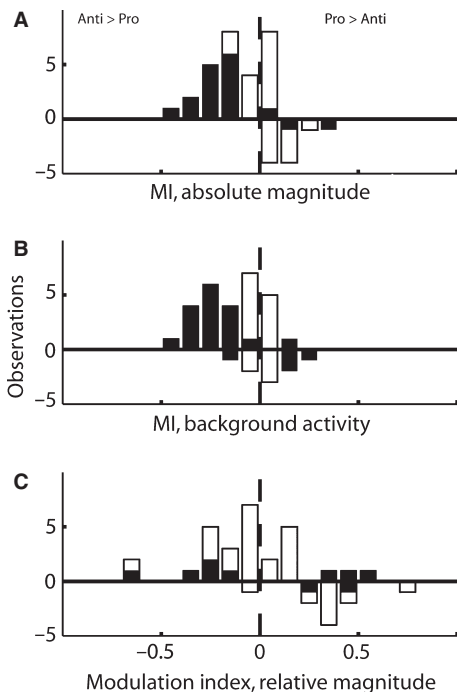 A
Anti > Pro
Pro > Anti
5
0
−5
MI, absolute magnitude
B
Observations
5
0
−5
MI, background activity
C
5
0
−5
−0.5
0
0.5
Modulation index, relative magnitude